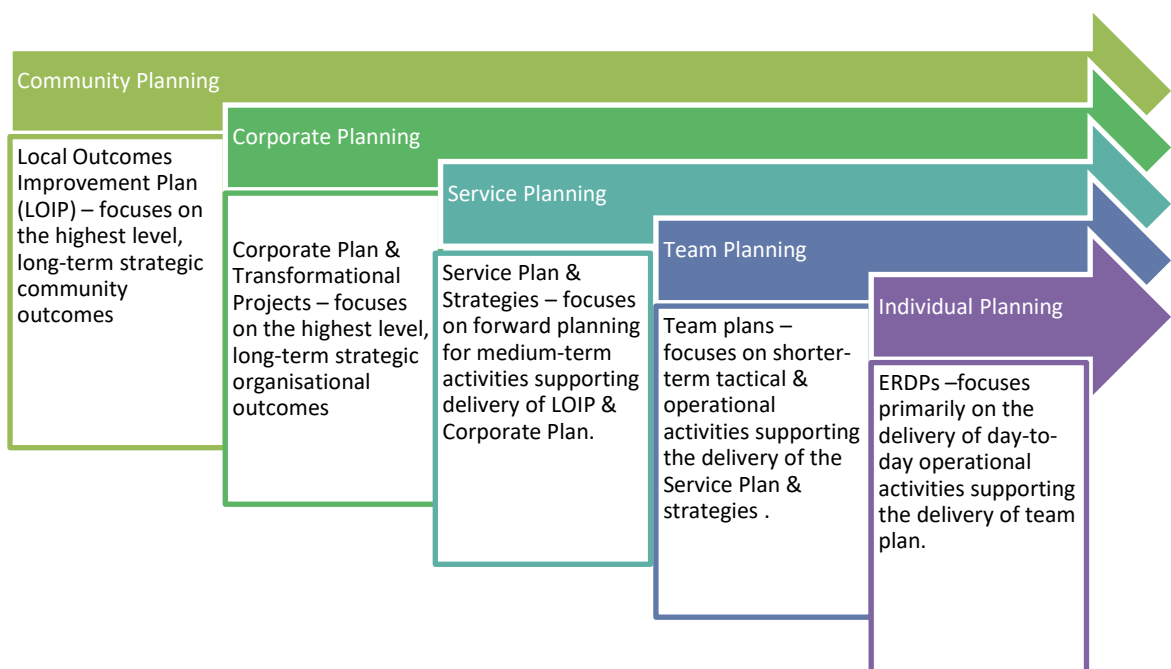 Community Planning
Local Outcomes
Improvement Plan
(LOIP) – focuses on
the highest level,
long-term strategic
community
outcomes
Corporate Planning
Corporate Plan &
Transformational
Projects – focuses
on the highest level,
long-term strategic
organisational
outcomes
Service Planning
Service Plan &
Strategies – focuses
on forward planning
for medium-term
activities supporting
delivery of LOIP &
Corporate Plan.
Team Planning
Team plans –
focuses on shorter-
term tactical &
operational
activities supporting
the delivery of the
Service Plan &
strategies .
Individual Planning
ERDPs –focuses
primarily on the
delivery of day-to-
day operational
activities supporting
the delivery of team
plan.